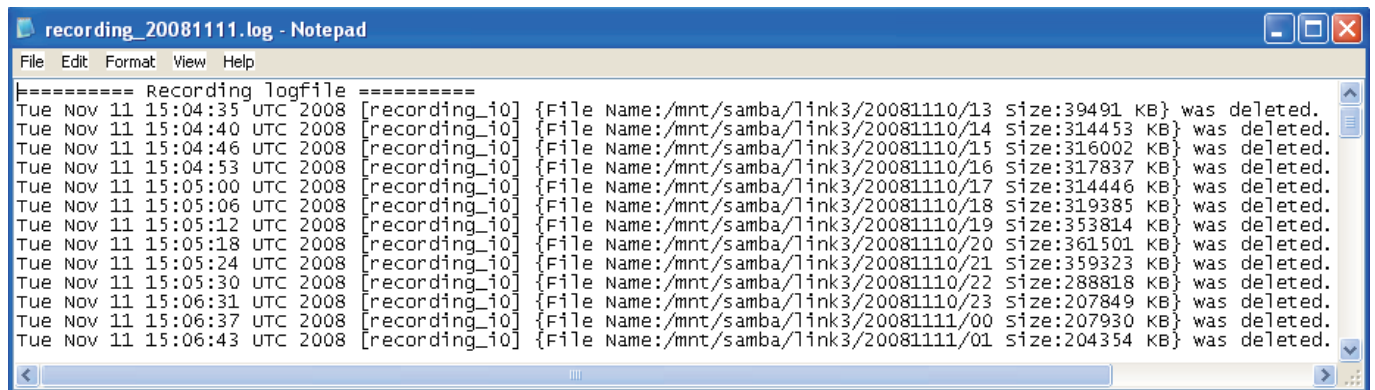 recording_20081111.log - Notepad
File Edit Format View Help
========== Recording logfile ==========
Tue Nov 11 15:04:35 UTC 2008 [recording_i0] {File Name:/mnt/samba/link3/20081110/13 Size:39491 KB} was deleted.
Tue Nov 11 15:04:40 UTC 2008 [recording_i0] {File Name:/mnt/samba/link3/20081110/14 Size:314453 KB} was deleted.
Tue Nov 11 15:04:46 UTC 2008 [recording_i0] {File Name:/mnt/samba/link3/20081110/15 Size:316002 KB} was deleted.
Tue Nov 11 15:04:53 UTC 2008 [recording_i0] {File Name:/mnt/samba/link3/20081110/16 Size:317837 KB} was deleted.
Tue Nov 11 15:05:00 UTC 2008 [recording_i0] {File Name:/mnt/samba/link3/20081110/17 Size:314446 KB} was deleted.
Tue Nov 11 15:05:06 UTC 2008 [recording_i0] {File Name:/mnt/samba/link3/20081110/18 Size:319385 KB} was deleted.
Tue Nov 11 15:05:12 UTC 2008 [recording_i0] {File Name:/mnt/samba/link3/20081110/19 Size:353814 KB} was deleted.
Tue Nov 11 15:05:18 UTC 2008 [recording_i0] {File Name:/mnt/samba/link3/20081110/20 Size:361501 KB} was deleted.
Tue Nov 11 15:05:24 UTC 2008 [recording_i0] {File Name:/mnt/samba/link3/20081110/21 Size:359323 KB} was deleted.
Tue Nov 11 15:05:30 UTC 2008 [recording_i0] {File Name:/mnt/samba/link3/20081110/22 Size:288818 KB} was deleted.
Tue Nov 11 15:06:31 UTC 2008 [recording_i0] {File Name:/mnt/samba/link3/20081110/23 Size:207849 KB} was deleted.
Tue Nov 11 15:06:37 UTC 2008 [recording_i0] {File Name:/mnt/samba/link3/20081111/00 Size:207930 KB} was deleted.
Tue Nov 11 15:06:43 UTC 2008 [recording_i0] {File Name:/mnt/samba/link3/20081111/01 Size:204354 KB} was deleted.